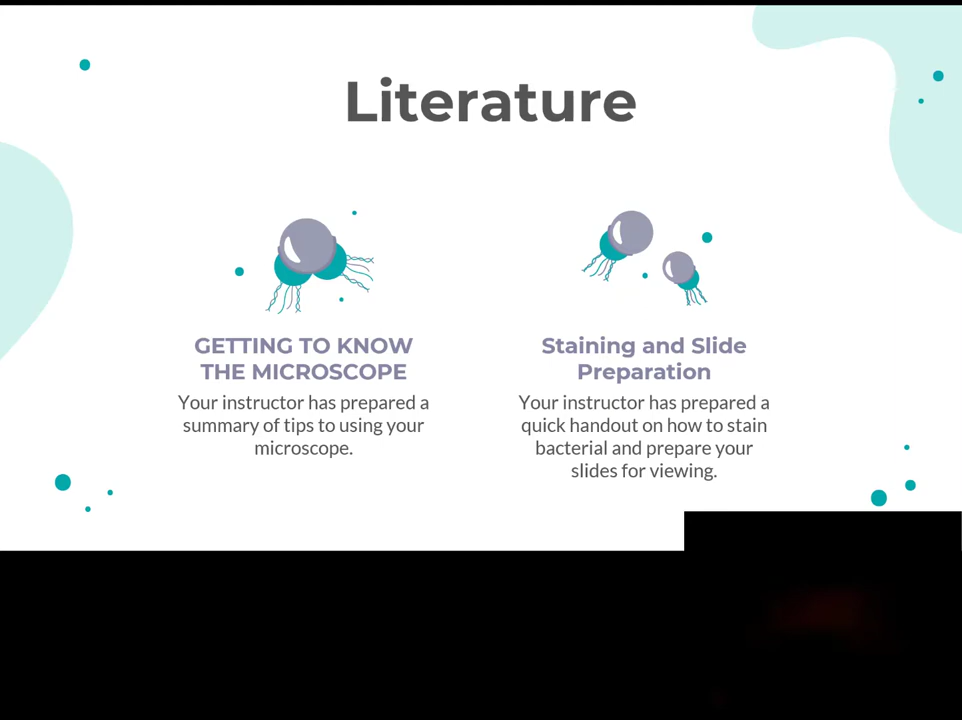 Literature
GETTING TO KNOW
THE MICROSCOPE
Your instructor has prepared a
summary of tips to using your
microscope.
Staining and Slide
Preparation
Your instructor has prepared a
quick handout on how to stain
bacterial and prepare your
slides for viewing.